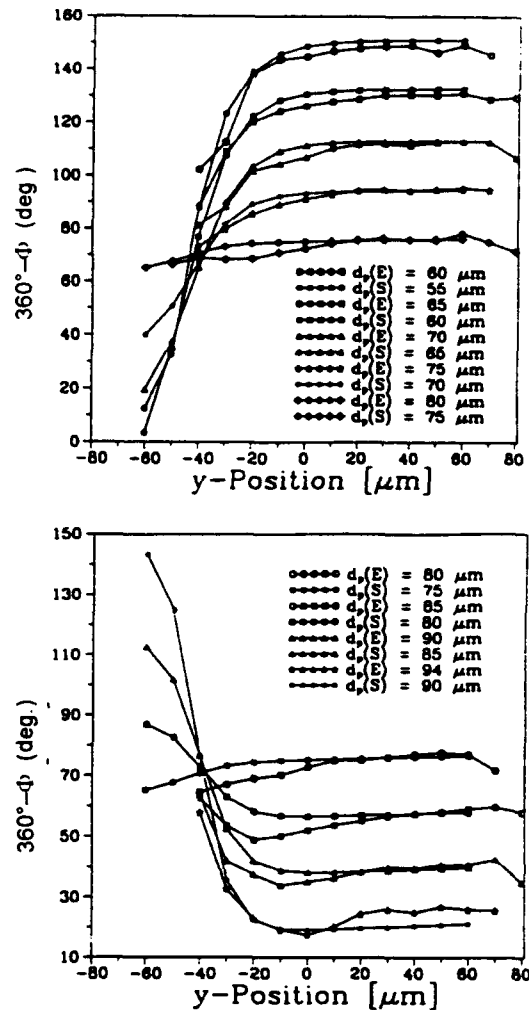 160
140
120
100
80
60
40
20
0
360°−Φ (deg)
dₚ(E) = 60 μm
dₚ(S) = 55 μm
dₚ(E) = 65 μm
dₚ(S) = 60 μm
dₚ(E) = 70 μm
dₚ(S) = 65 μm
dₚ(E) = 75 μm
dₚ(S) = 70 μm
dₚ(E) = 80 μm
dₚ(S) = 75 μm
−80 −60 −40 −20 0 20 40 60 80
y-Position [μm]
150
130
110
90
70
50
30
10
360°−Φ (deg.)
dₚ(E) = 80 μm
dₚ(S) = 75 μm
dₚ(E) = 85 μm
dₚ(S) = 80 μm
dₚ(E) = 90 μm
dₚ(S) = 85 μm
dₚ(E) = 94 μm
dₚ(S) = 90 μm
−80 −60 −40 −20 0 20 40 60 80
y-Position [μm]